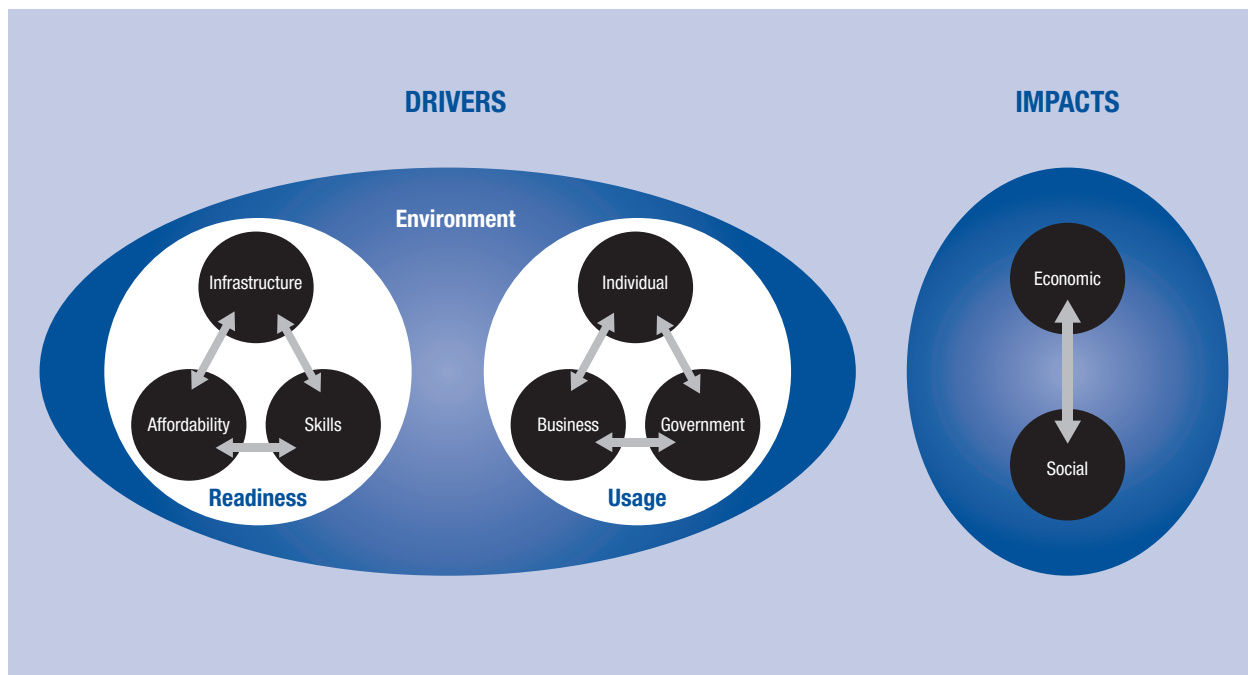 DRIVERS
IMPACTS
Environment
Infrastructure
Affordability
Skills
Readiness
Individual
Business
Government
Usage
Economic
Social